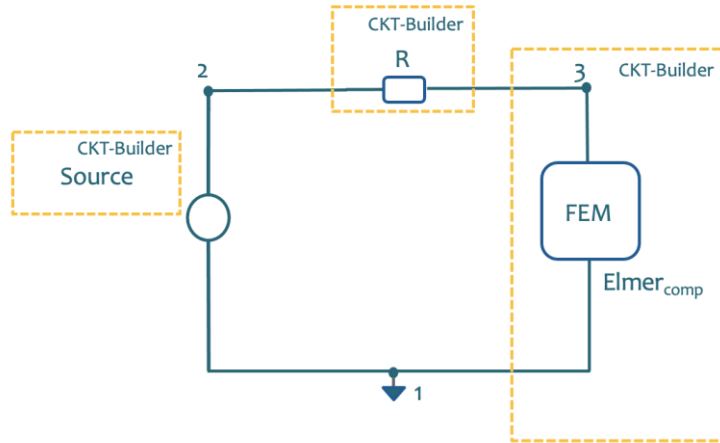 CKT-Builder
R
2
3
CKT-Builder
CKT-Builder
Source
FEM
Elmercomp
1